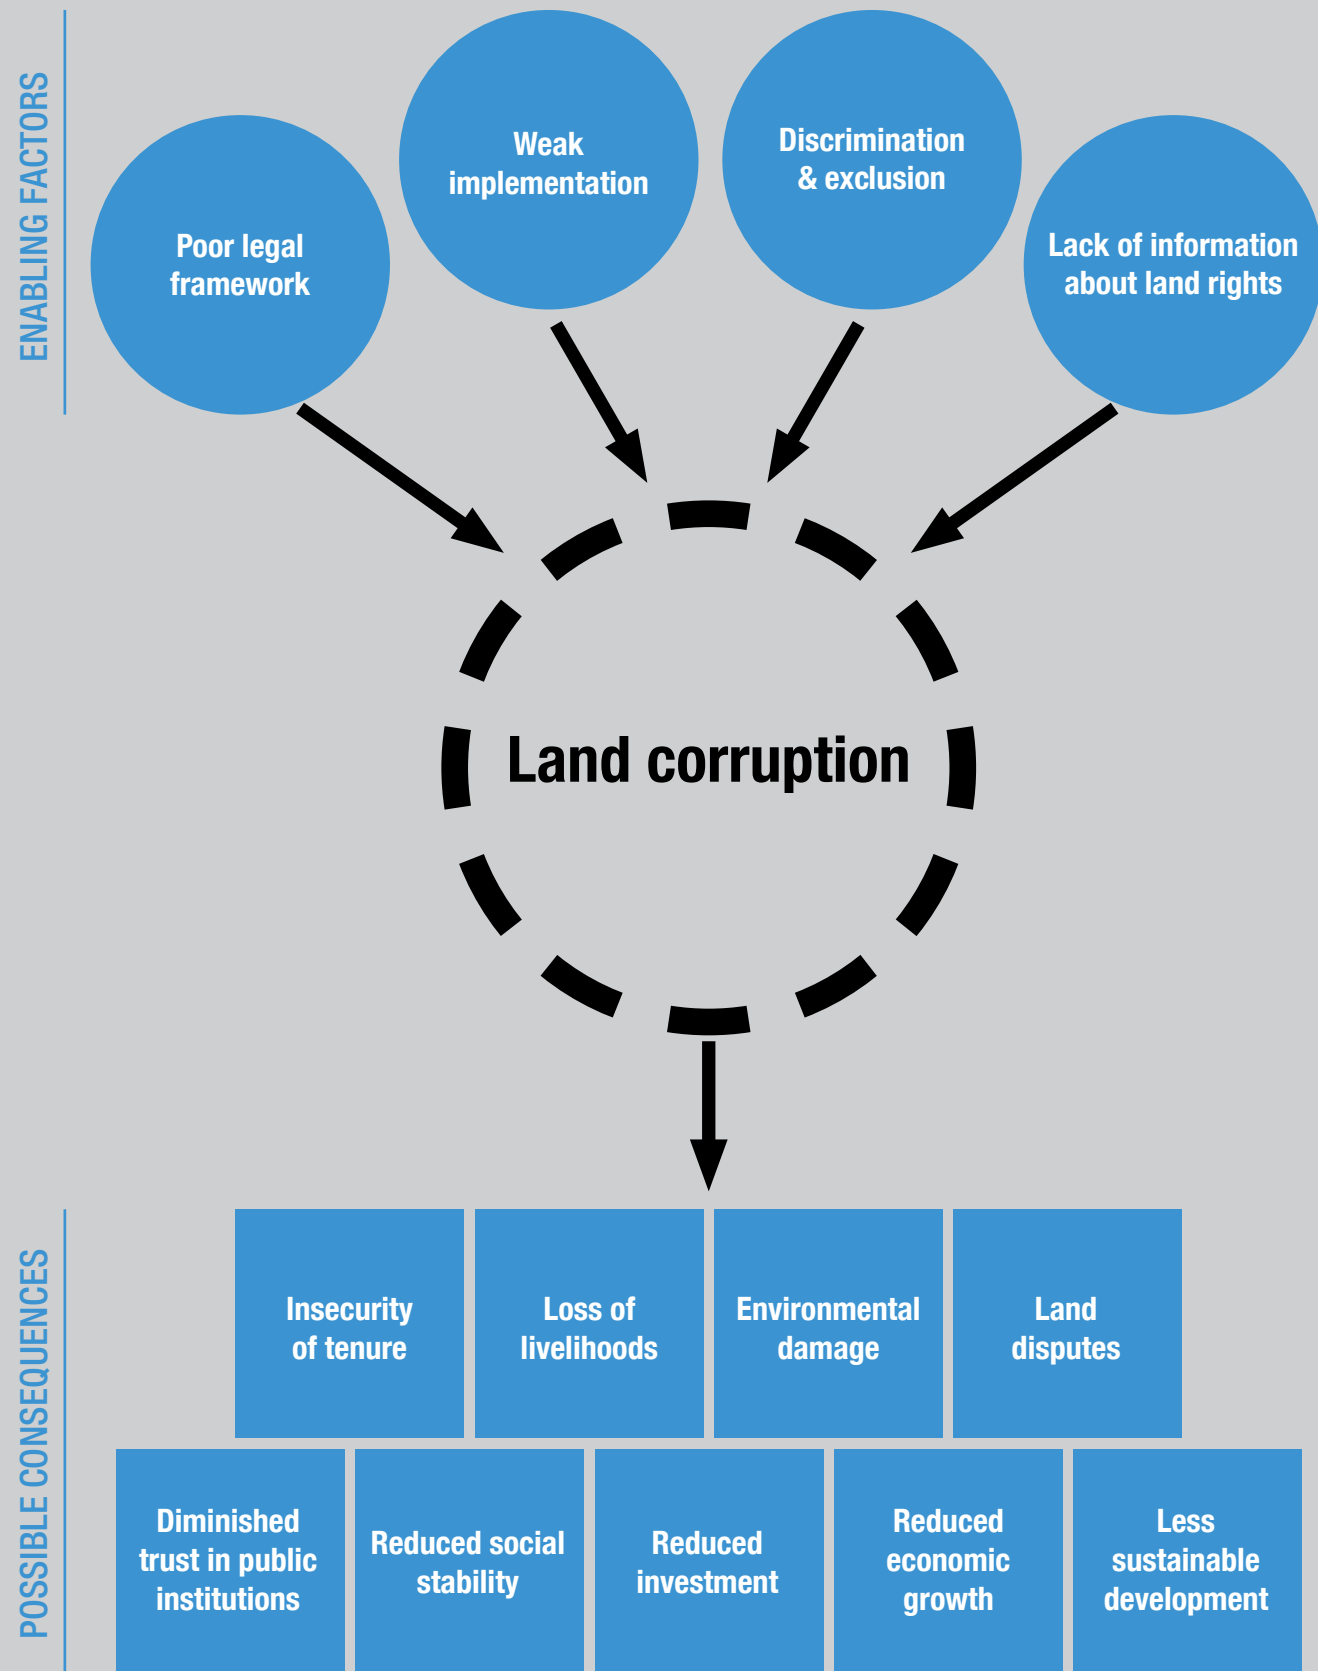 ENABLING FACTORS
Poor legal
framework
Weak
implementation
Discrimination
& exclusion
Lack of information
about land rights
Land corruption
POSSIBLE CONSEQUENCES
Insecurity
of tenure
Loss of
livelihoods
Environmental
damage
Land
disputes
Diminished
trust in public
institutions
Reduced social
stability
Reduced
investment
Reduced
economic
growth
Less
sustainable
development